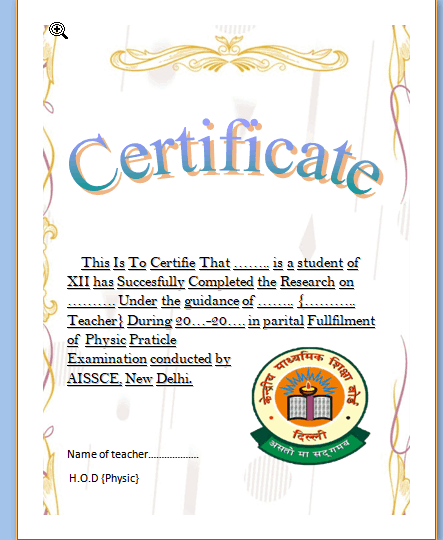 Certificate
This Is To Certifie That …….. is a student of
XII has Succesfully Completed the Research on
………. Under the guidance of ……. {……….
Teacher} During 20…-20…. in parital Fullfilment
of Physic Praticle
Examination conducted by
AISSCE, New Delhi.
केन्द्रीय माध्यमिक शिक्षा बोर्ड
दिल्ली
असतो मा सद्गमय
Name of teacher...................
H.O.D {Physic}